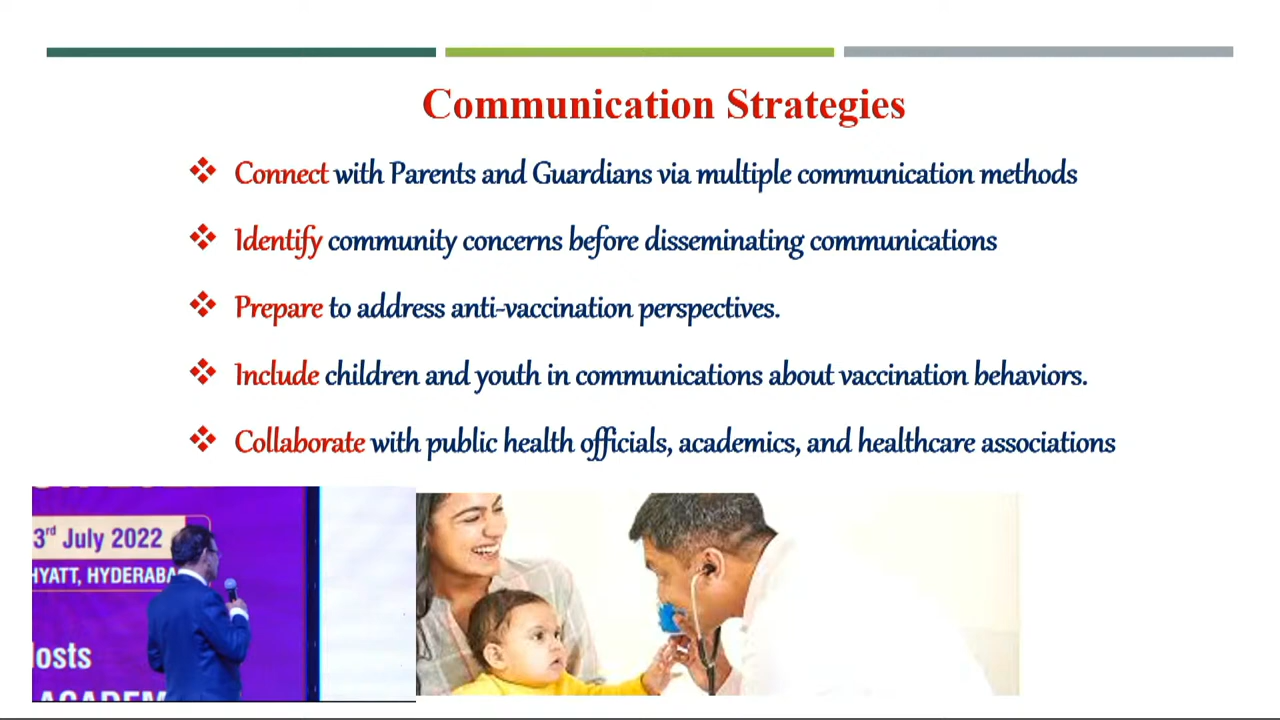 Communication Strategies
❖ Connect with Parents and Guardians via multiple communication methods
❖ Identify community concerns before disseminating communications
❖ Prepare to address anti-vaccination perspectives.
❖ Include children and youth in communications about vaccination behaviors.
❖ Collaborate with public health officials, academics, and healthcare associations
3rd July 2022
HYATT, HYDERABA